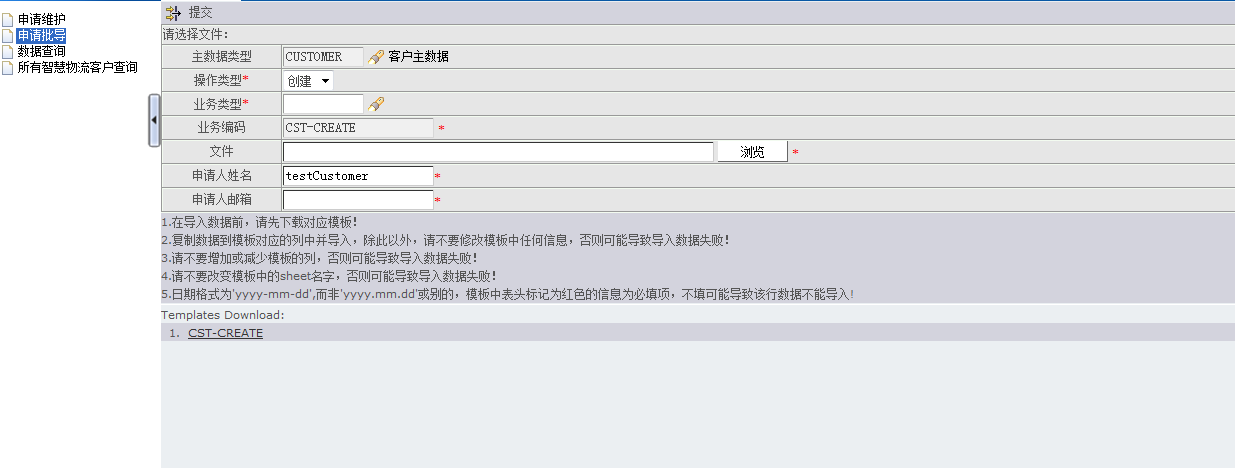 申请维护
申请批导
数据查询
所有智慧物流客户查询
提交
请选择文件:
主数据类型 CUSTOMER 客户主数据
操作类型* 创建
业务类型*
业务编码 CST-CREATE *
文件 浏览 *
申请人姓名 testCustomer *
申请人邮箱 *
1.在导入数据前，请先下载对应模板!
2.复制数据到模板对应的列中并导入，除此以外，请不要修改模板中任何信息，否则可能导致导入数据失败!
3.请不要增加或减少模板的列，否则可能导致导入数据失败!
4.请不要改变模板中的sheet名字，否则可能导致导入数据失败!
5.日期格式为'yyyy-mm-dd',而非'yyyy.mm.dd'或别的，模板中表头标记为红色的信息为必填项，不填可能导致该行数据不能导入!
Templates Download:
1. CST-CREATE